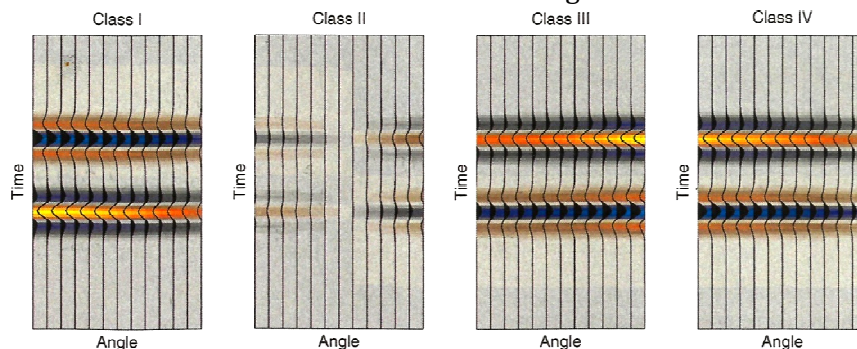 Class I
Class II
Class III
Class IV
Time
Time
Time
Time
Angle
Angle
Angle
Angle